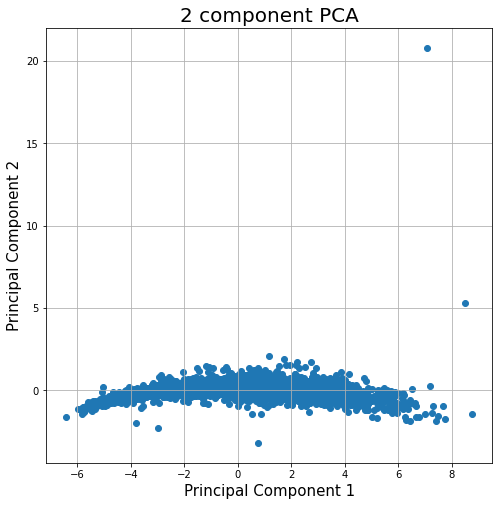 2 component PCA
20
15
10
5
0
Principal Component 2
−6 −4 −2 0 2 4 6 8
Principal Component 1